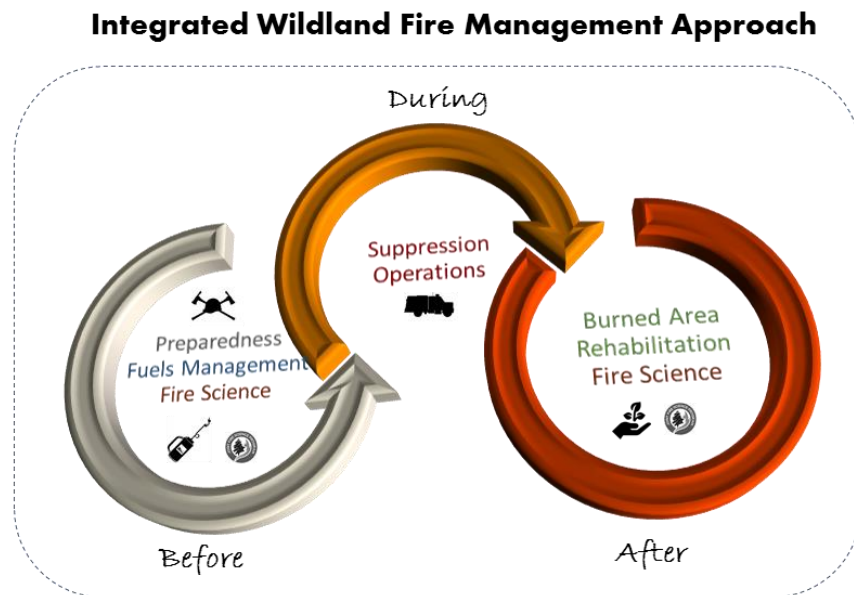 Integrated Wildland Fire Management Approach
During
Suppression
Operations
Preparedness
Fuels Management
Fire Science
Burned Area
Rehabilitation
Fire Science
Before
After